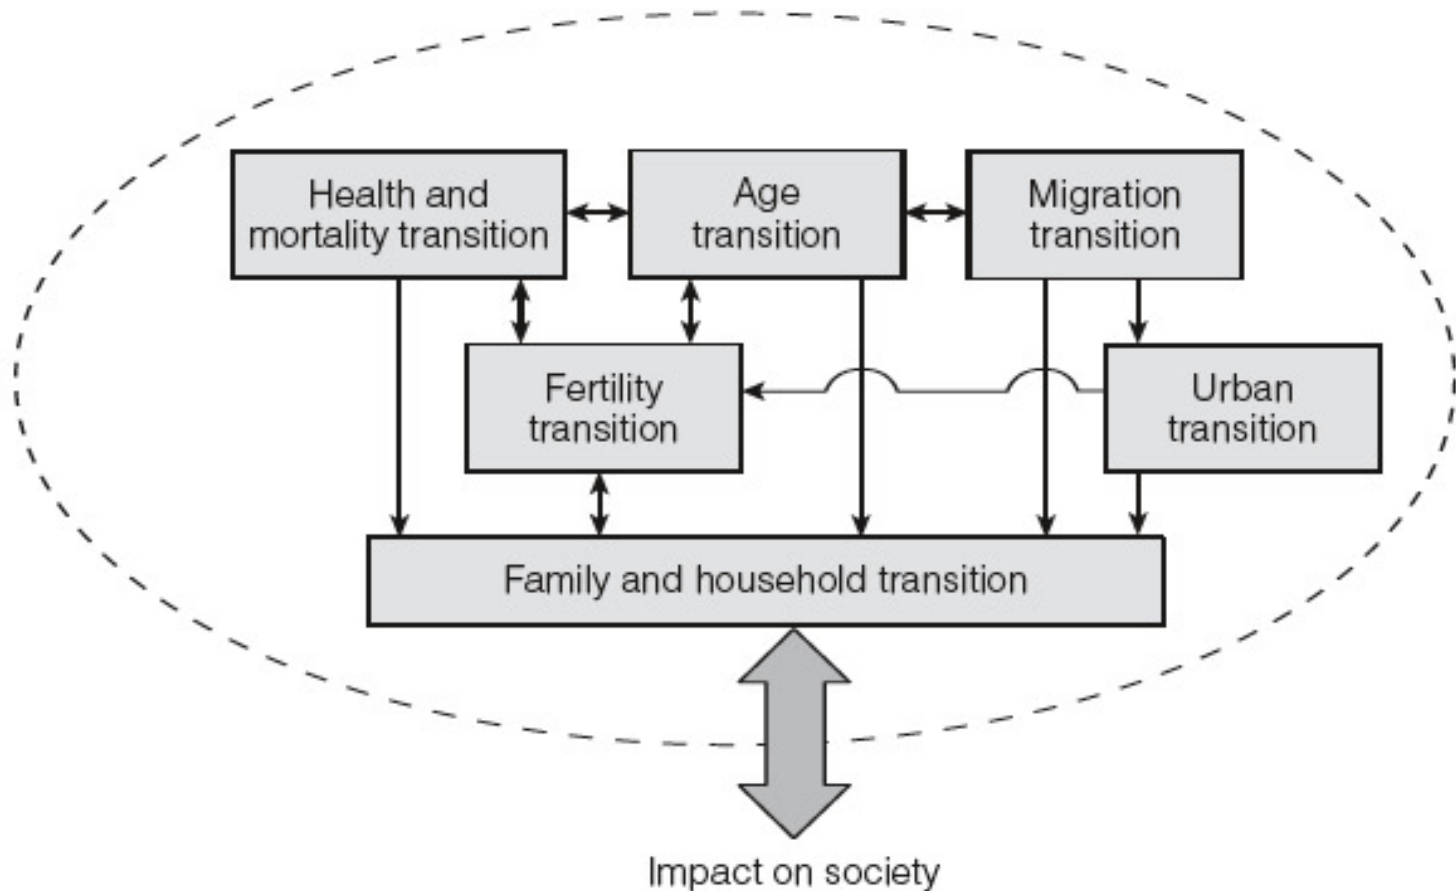 Health and
mortality transition
Age
transition
Migration
transition
Fertility
transition
Urban
transition
Family and household transition
Impact on society